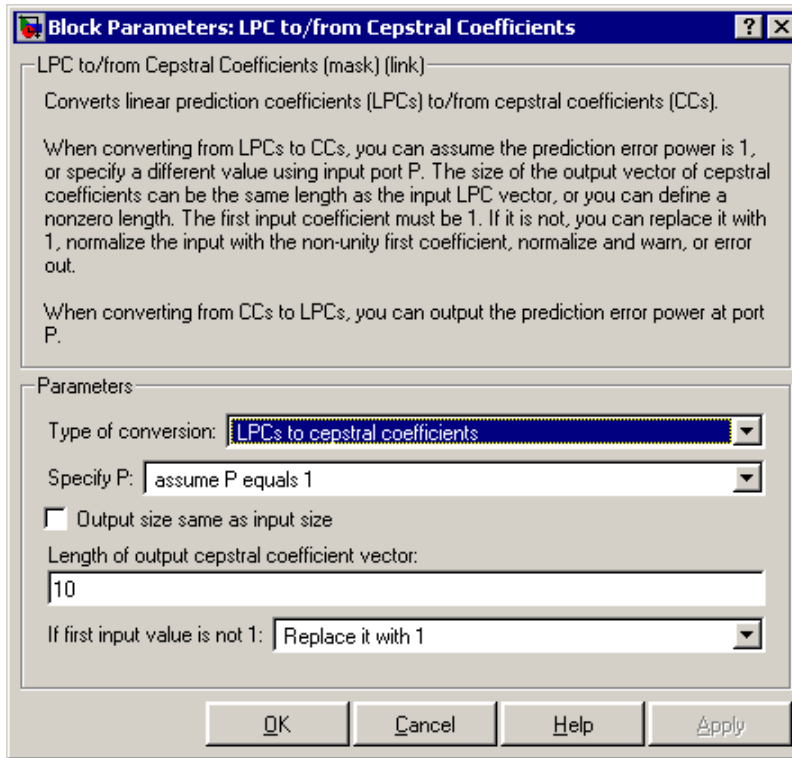 Block Parameters: LPC to/from Cepstral Coefficients
LPC to/from Cepstral Coefficients (mask) (link)
Converts linear prediction coefficients (LPCs) to/from cepstral coefficients (CCs).
When converting from LPCs to CCs, you can assume the prediction error power is 1,
or specify a different value using input port P. The size of the output vector of cepstral
coefficients can be the same length as the input LPC vector, or you can define a
nonzero length. The first input coefficient must be 1. If it is not, you can replace it with
1, normalize the input with the non-unity first coefficient, normalize and warn, or error
out.
When converting from CCs to LPCs, you can output the prediction error power at port
P.
Parameters
Type of conversion: LPCs to cepstral coefficients
Specify P: assume P equals 1
Output size same as input size
Length of output cepstral coefficient vector:
10
If first input value is not 1: Replace it with 1
OK Cancel Help Apply